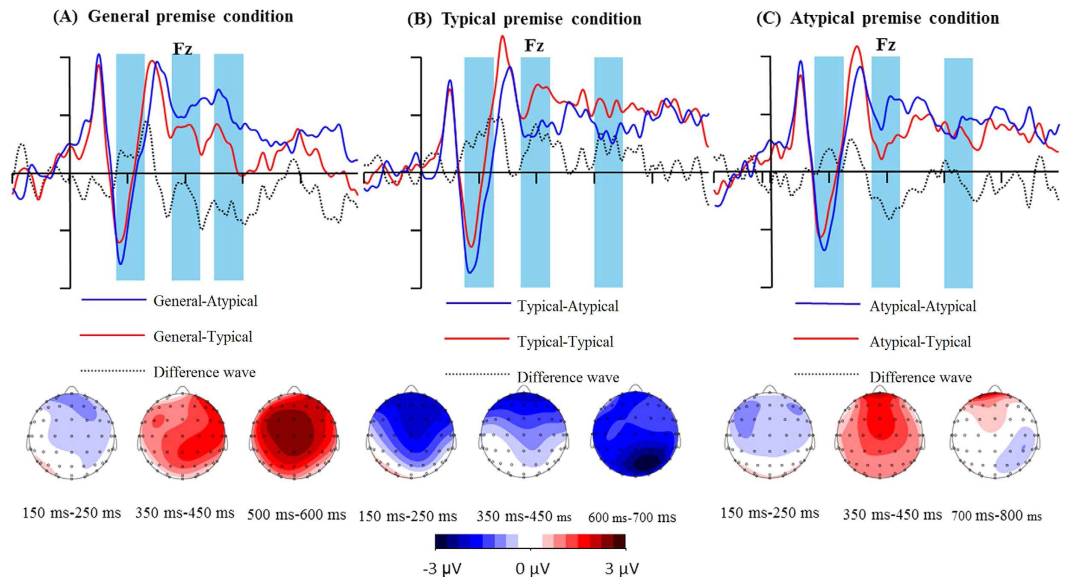 (A) General premise condition
Fz
General-Atypical
General-Typical
Difference wave
(B) Typical premise condition
Fz
Typical-Atypical
Typical-Typical
Difference wave
(C) Atypical premise condition
Fz
Atypical-Atypical
Atypical-Typical
Difference wave
150 ms-250 ms
350 ms-450 ms
500 ms-600 ms
150 ms-250 ms
350 ms-450 ms
600 ms-700 ms
150 ms-250 ms
350 ms-450 ms
700 ms-800 ms
-3 µV
0 µV
3 µV